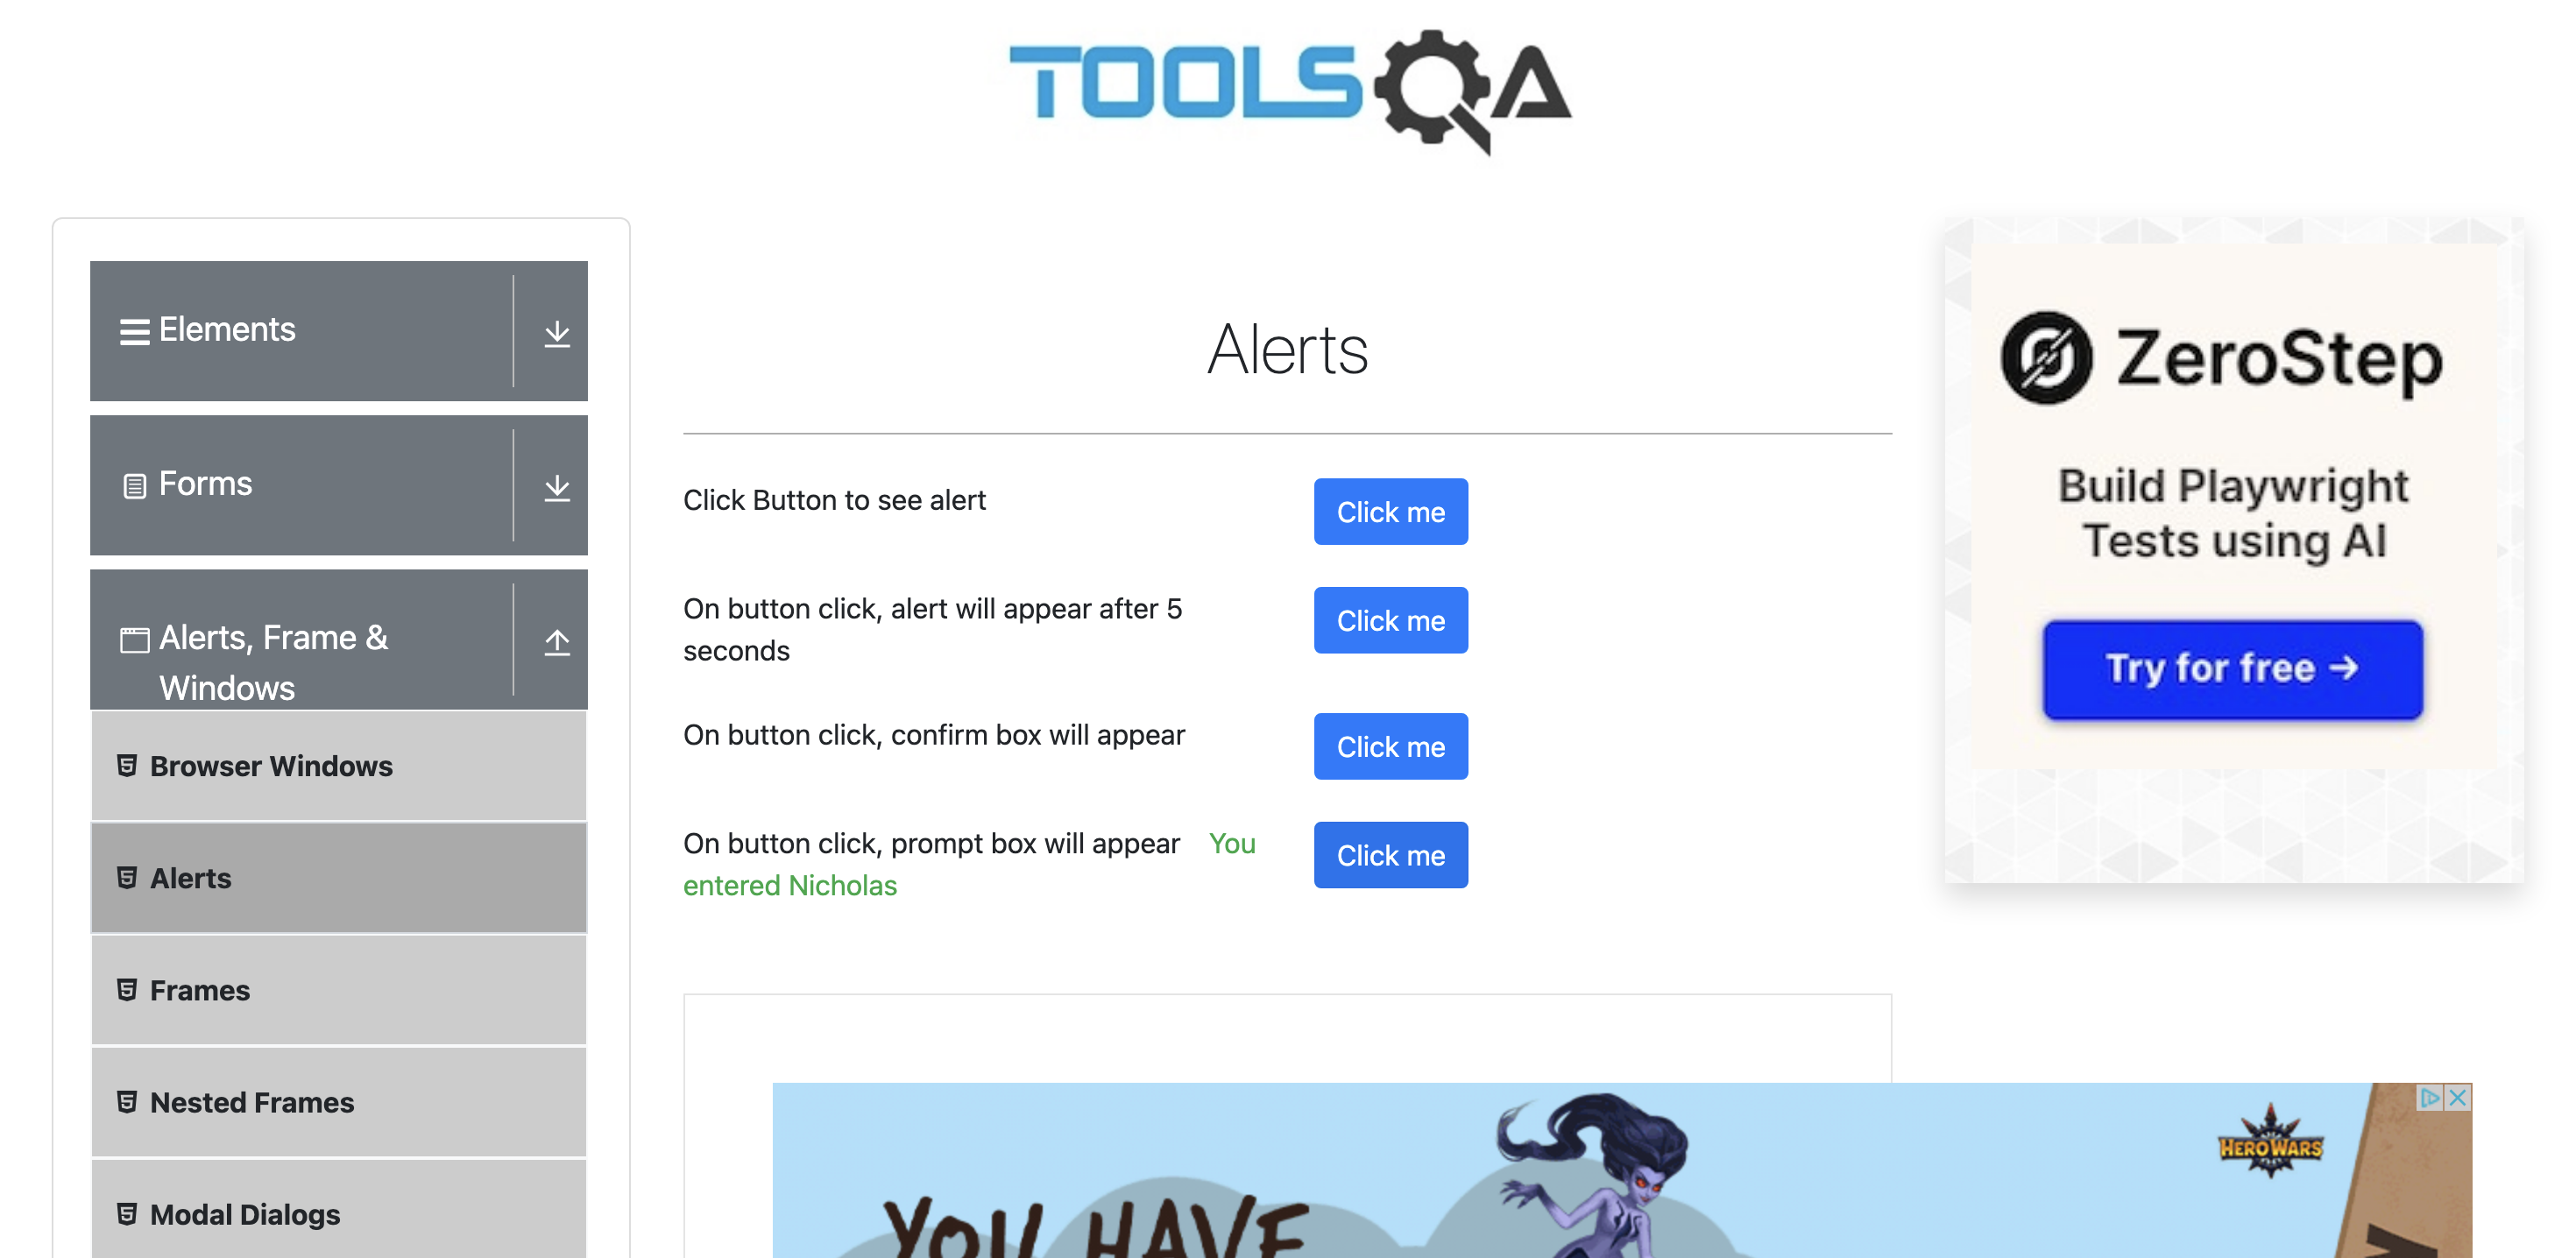 TOOLSQA
Elements
Forms
Alerts, Frame &
Windows
Browser Windows
Alerts
Frames
Nested Frames
Modal Dialogs
Alerts
Click Button to see alert
Click me
On button click, alert will appear after 5
seconds
Click me
On button click, confirm box will appear
Click me
On button click, prompt box will appear You
entered Nicholas
Click me
ZeroStep
Build Playwright
Tests using AI
Try for free →
YOU HAVE
HERO WARS